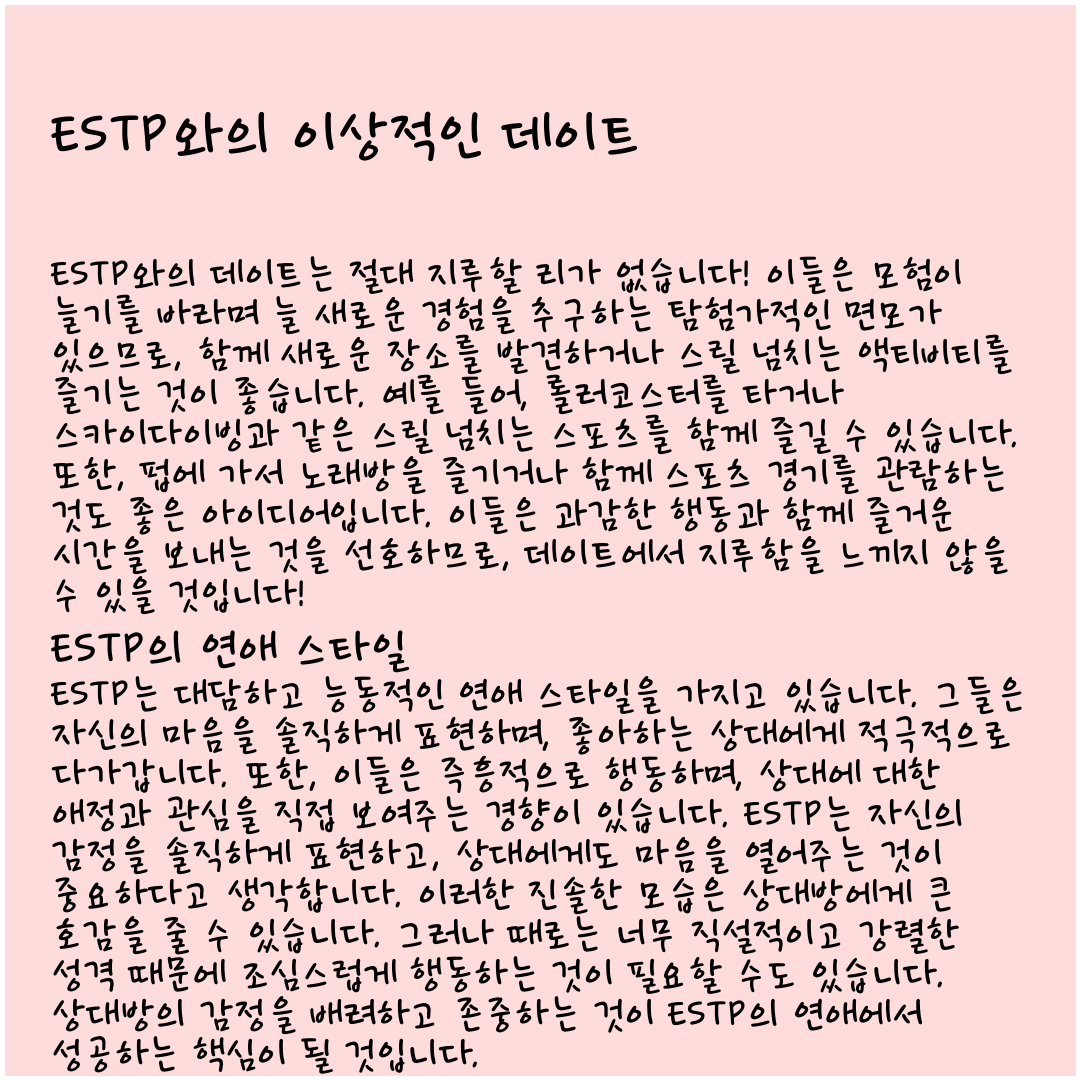 ESTP와의 이상적인 데이트
ESTP와의 데이트는 절대 지루할 리가 없습니다! 이들은 모험이
늘기를 바라며 늘 새로운 경험을 추구하는 탐험가적인 면모가
있으므로, 함께 새로운 장소를 발견하거나 스릴 넘치는 액티비티를
즐기는 것이 좋습니다. 예를 들어, 롤러코스터를 타거나
스카이다이빙과 같은 스릴 넘치는 스포츠를 함께 즐길 수 있습니다.
또한, 펍에 가서 노래방을 즐기거나 함께 스포츠 경기를 관람하는
것도 좋은 아이디어입니다. 이들은 과감한 행동과 함께 즐거운
시간을 보내는 것을 선호하므로, 데이트에서 지루함을 느끼지 않을
수 있을 것입니다!
ESTP의 연애 스타일
ESTP는 대담하고 능동적인 연애 스타일을 가지고 있습니다. 그들은
자신의 마음을 솔직하게 표현하며, 좋아하는 상대에게 적극적으로
다가갑니다. 또한, 이들은 즉흥적으로 행동하며, 상대에 대한
애정과 관심을 직접 보여주는 경향이 있습니다. ESTP는 자신의
감정을 솔직하게 표현하고, 상대에게도 마음을 열어주는 것이
중요하다고 생각합니다. 이러한 진솔한 모습은 상대방에게 큰
호감을 줄 수 있습니다. 그러나 때로는 너무 직설적이고 강렬한
성격 때문에 조심스럽게 행동하는 것이 필요할 수도 있습니다.
상대방의 감정을 배려하고 존중하는 것이 ESTP의 연애에서
성공하는 핵심이 될 것입니다.